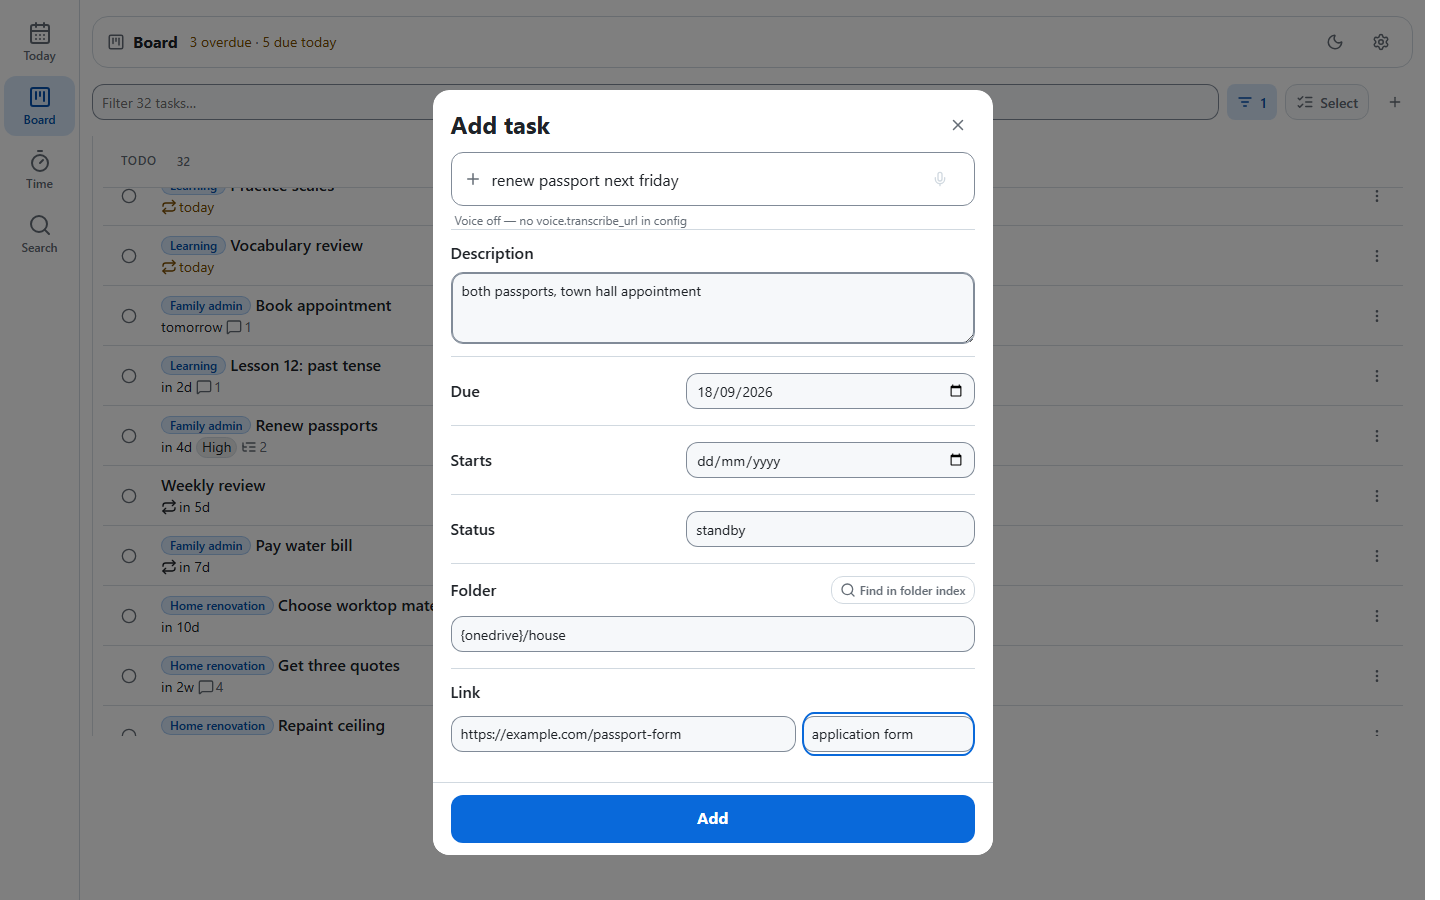 Today
Board
Time
Search
Board 3 overdue · 5 due today
Filter 32 tasks...
1
Select
TODO 32
Learning Practice scales
today
Learning Vocabulary review
today
Family admin Book appointment
tomorrow 1
Learning Lesson 12: past tense
in 2d 1
Family admin Renew passports
in 4d High 2
Weekly review
in 5d
Family admin Pay water bill
in 7d
Home renovation Choose worktop mate
in 10d
Home renovation Get three quotes
in 2w 4
Home renovation Repaint ceiling
Add task
renew passport next friday
Voice off — no voice.transcribe_url in config
Description
both passports, town hall appointment
Due 18/09/2026
Starts dd/mm/yyyy
Status standby
Folder Find in folder index
{onedrive}/house
Link
https://example.com/passport-form application form
Add